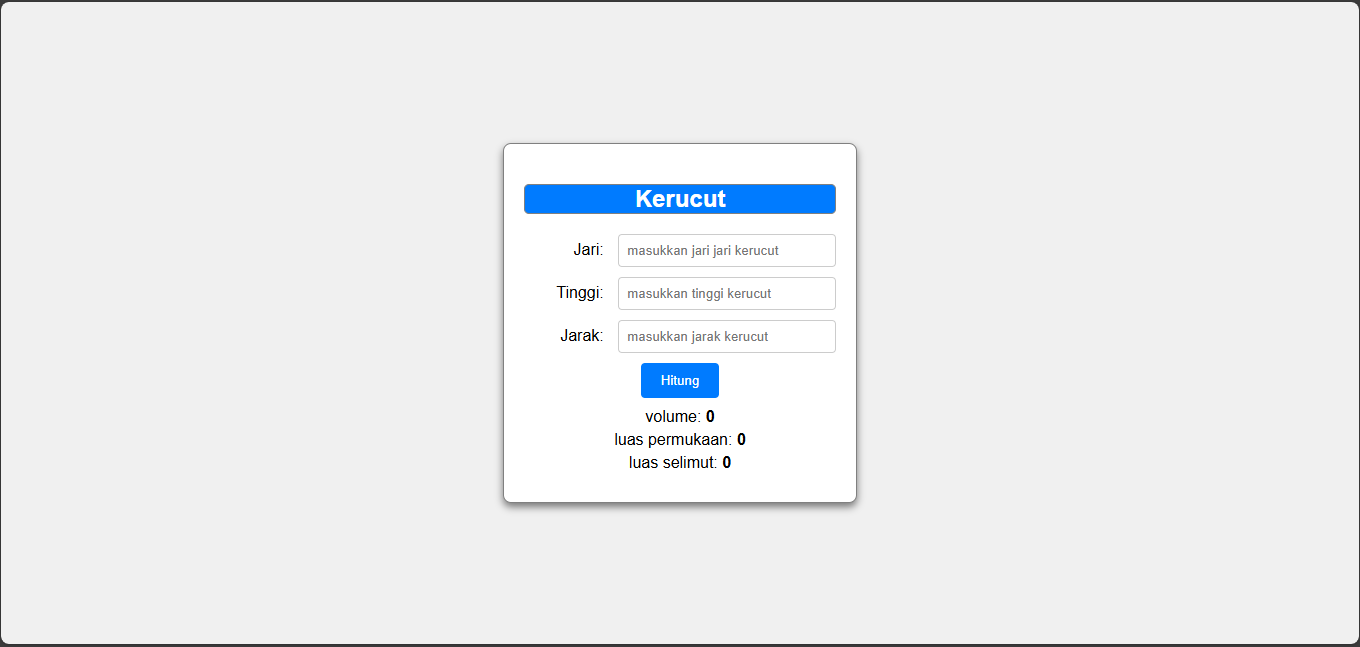 Kerucut
Jari: masukkan jari jari kerucut
Tinggi: masukkan tinggi kerucut
Jarak: masukkan jarak kerucut
Hitung
volume: 0
luas permukaan: 0
luas selimut: 0